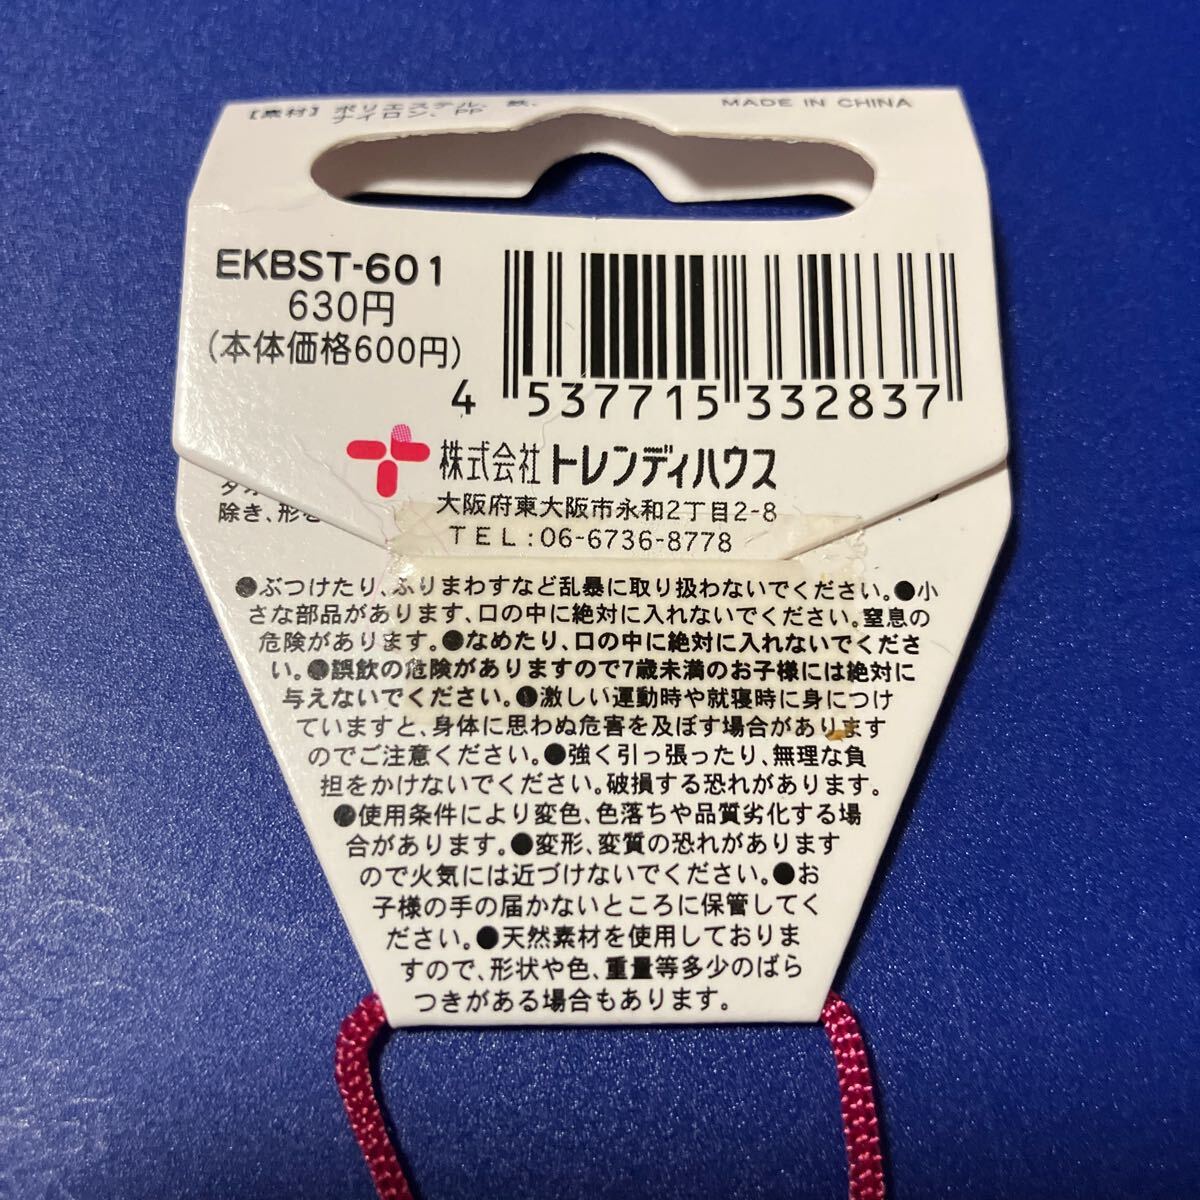 【素材】ポリエステル、鉄、
ナイロン、PP
MADE IN CHINA
EKBST-601
630円
(本体価格600円)
4 537715 332837
株式会社トレンディハウス
大阪府東大阪市永和2丁目2-8
TEL:06-6736-8778
除き、形を
●ぶつけたり、ふりまわすなど乱暴に取り扱わないでください。●小
さな部品があります、口の中に絶対に入れないでください。窒息の
危険があります。●なめたり、口の中に絶対に入れないでくださ
い。●誤飲の危険がありますので7歳未満のお子様には絶対に
与えないでください。●激しい運動時や就寝時に身につけ
ていますと、身体に思わぬ危害を及ぼす場合があります
のでご注意ください。●強く引っ張ったり、無理な負
担をかけないでください。破損する恐れがあります。
●使用条件により変色、色落ちや品質劣化する場
合があります。●変形、変質の恐れがあります
ので火気には近づけないでください。●お
子様の手の届かないところに保管してく
ださい。●天然素材を使用しておりま
すので、形状や色、重量等多少のばら
つきがある場合もあります。